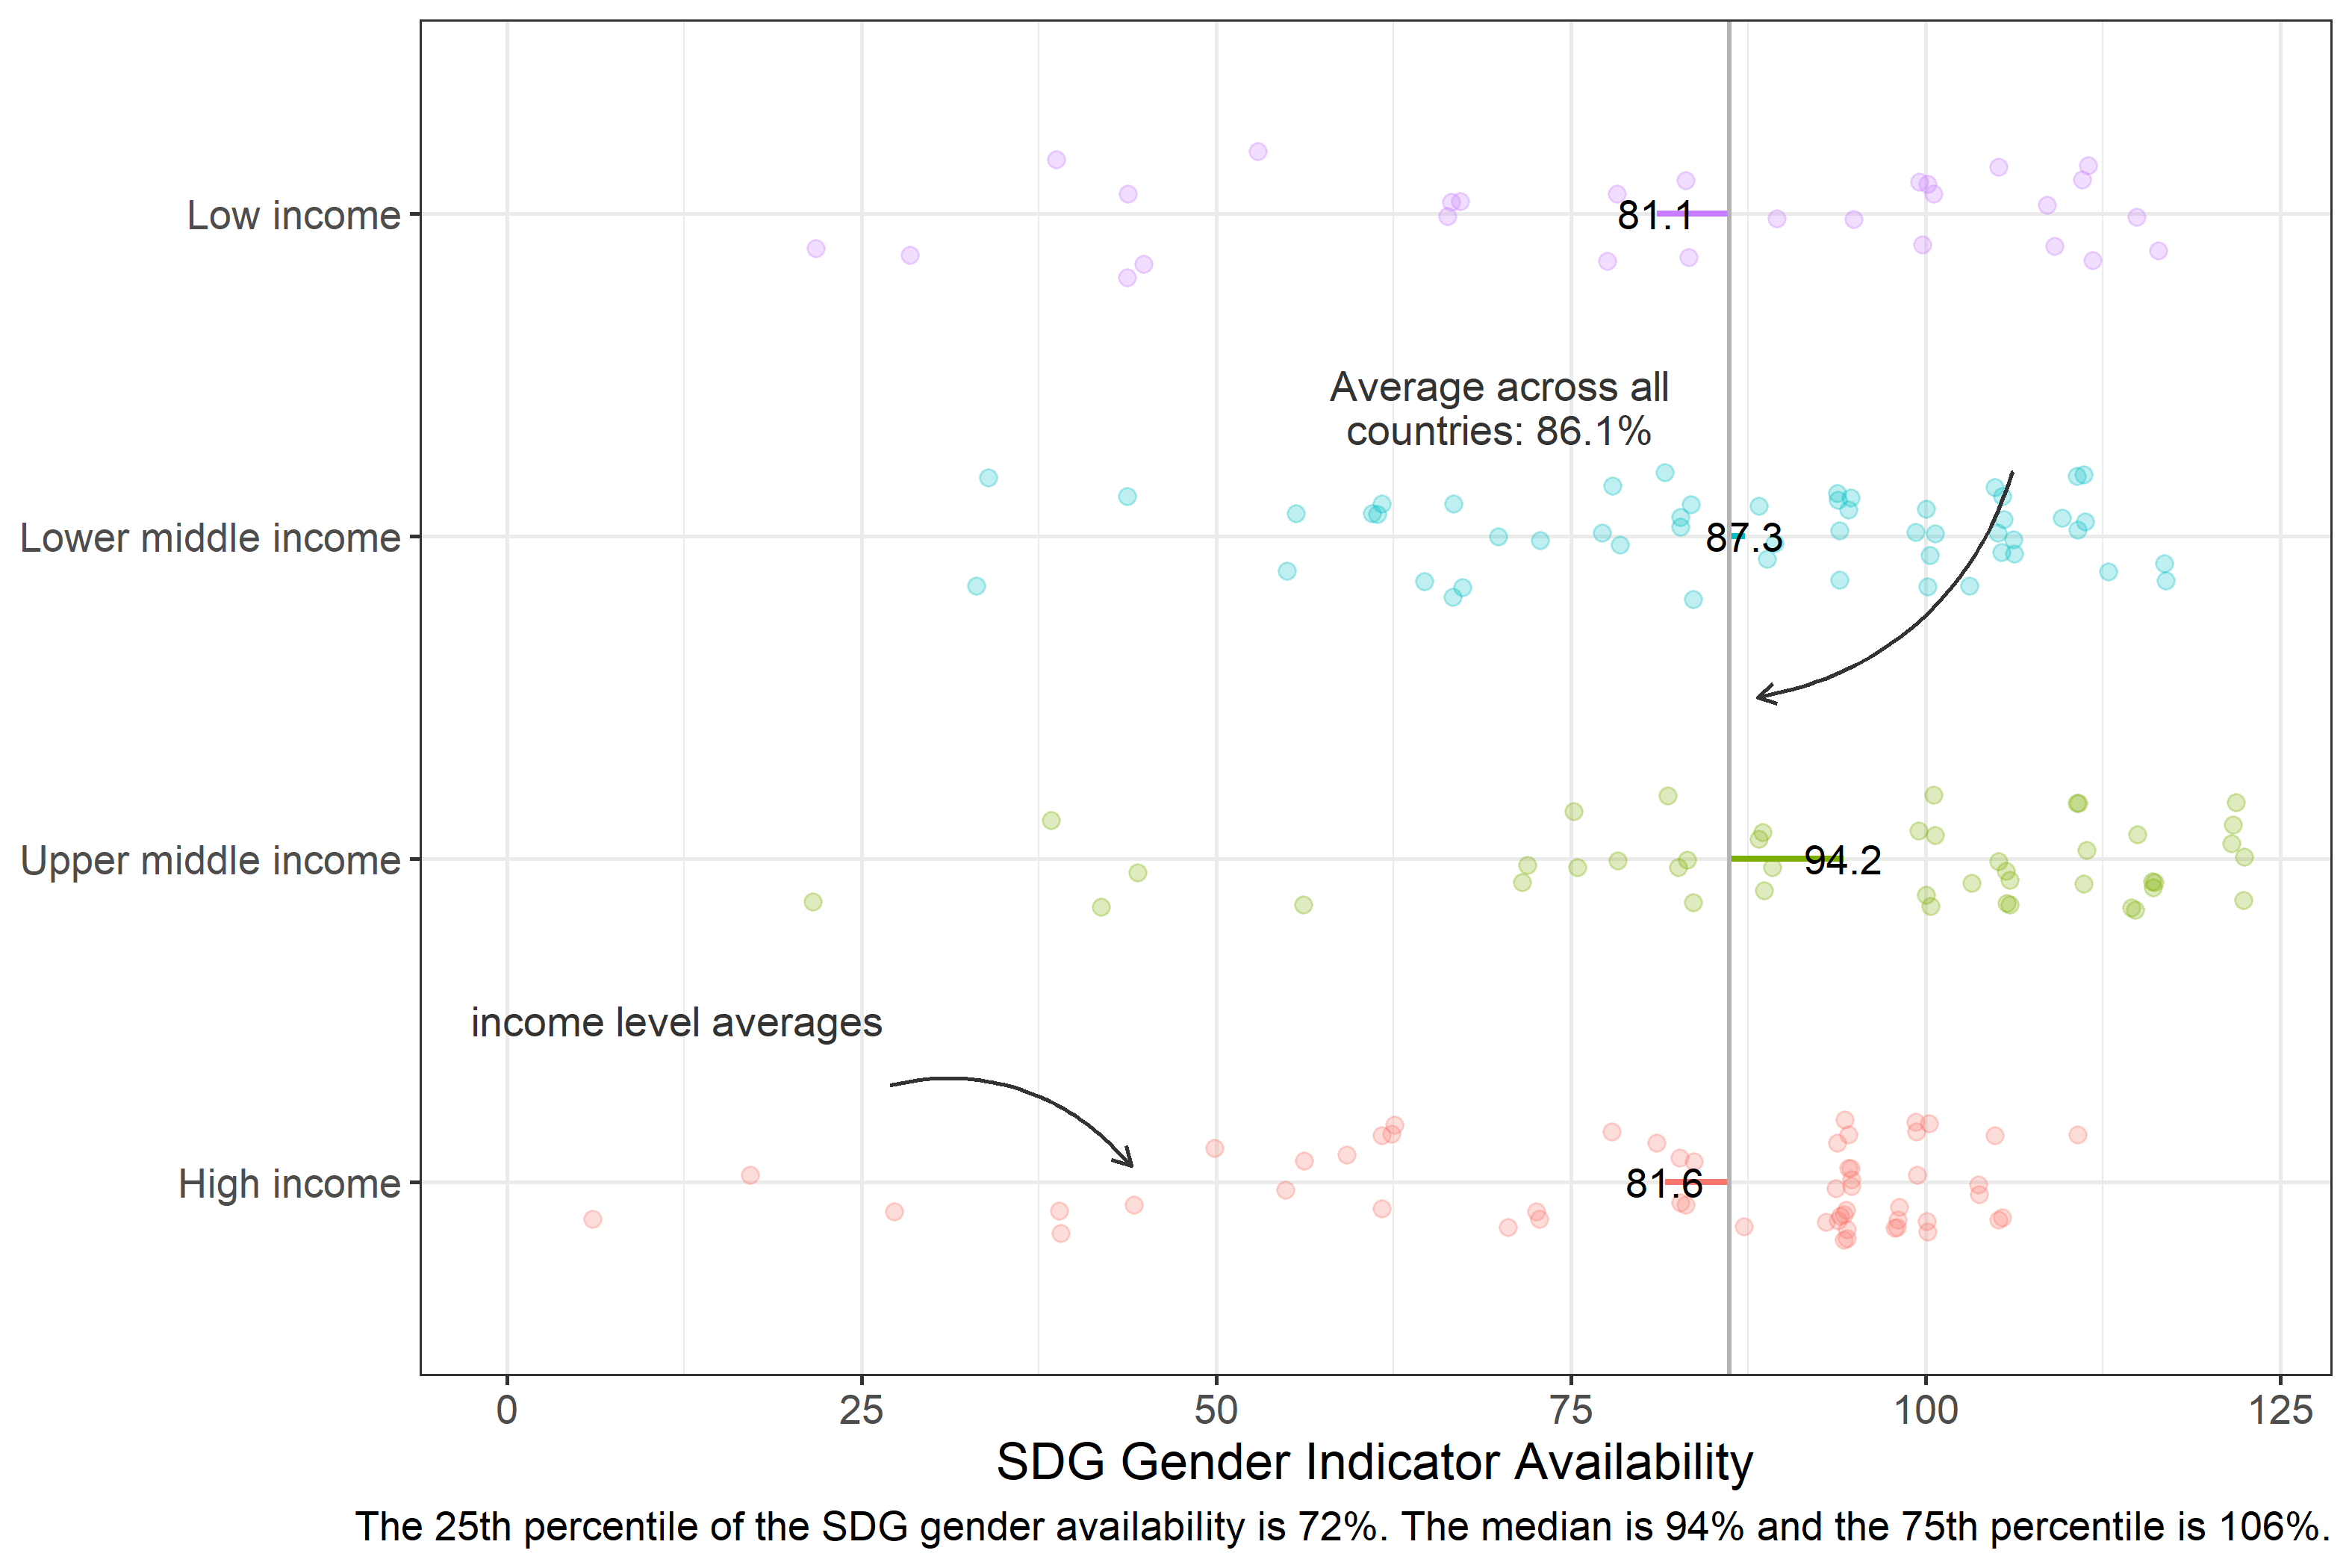 Low income
81.1
Average across all
countries: 86.1%
Lower middle income
87.3
Upper middle income
94.2
income level averages
High income
81.6
0 25 50 75 100 125
SDG Gender Indicator Availability
The 25th percentile of the SDG gender availability is 72%. The median is 94% and the 75th percentile is 106%.